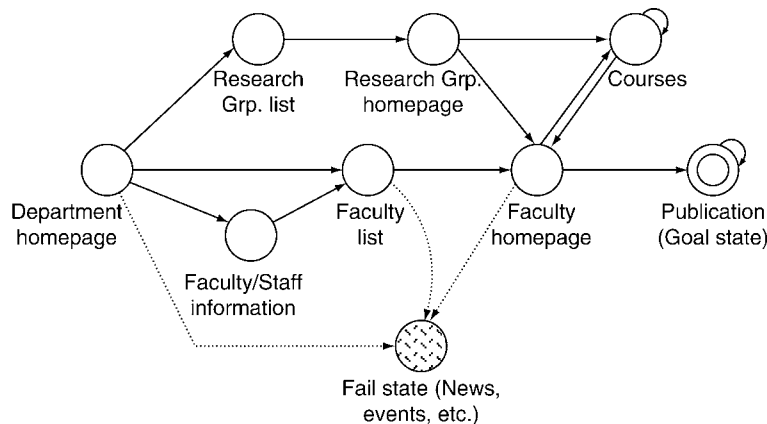 Research
Grp. list
Research Grp.
homepage
Courses
Department
homepage
Faculty
list
Faculty
homepage
Publication
(Goal state)
Faculty/Staff
information
Fail state (News,
events, etc.)